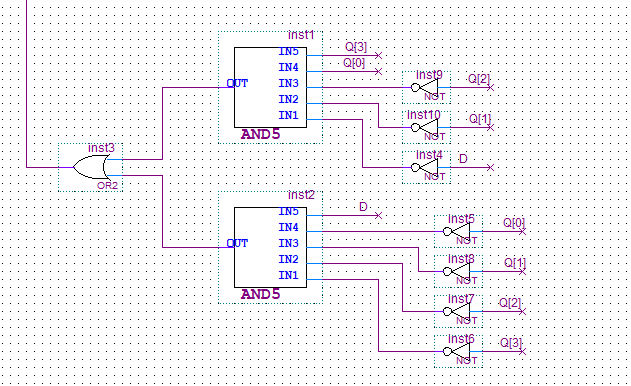 inst1
IN5
Q[3]
IN4
Q[0]
inst9
Q[2]
OUT
IN3
NOT
IN2
inst10
Q[1]
IN1
NOT
AND5
inst3
inst4
D
OR2
NOT
inst2
IN5
D
inst5
Q[0]
IN4
NOT
OUT
IN3
inst8
Q[1]
IN2
NOT
IN1
inst7
Q[2]
AND5
NOT
inst6
Q[3]
NOT